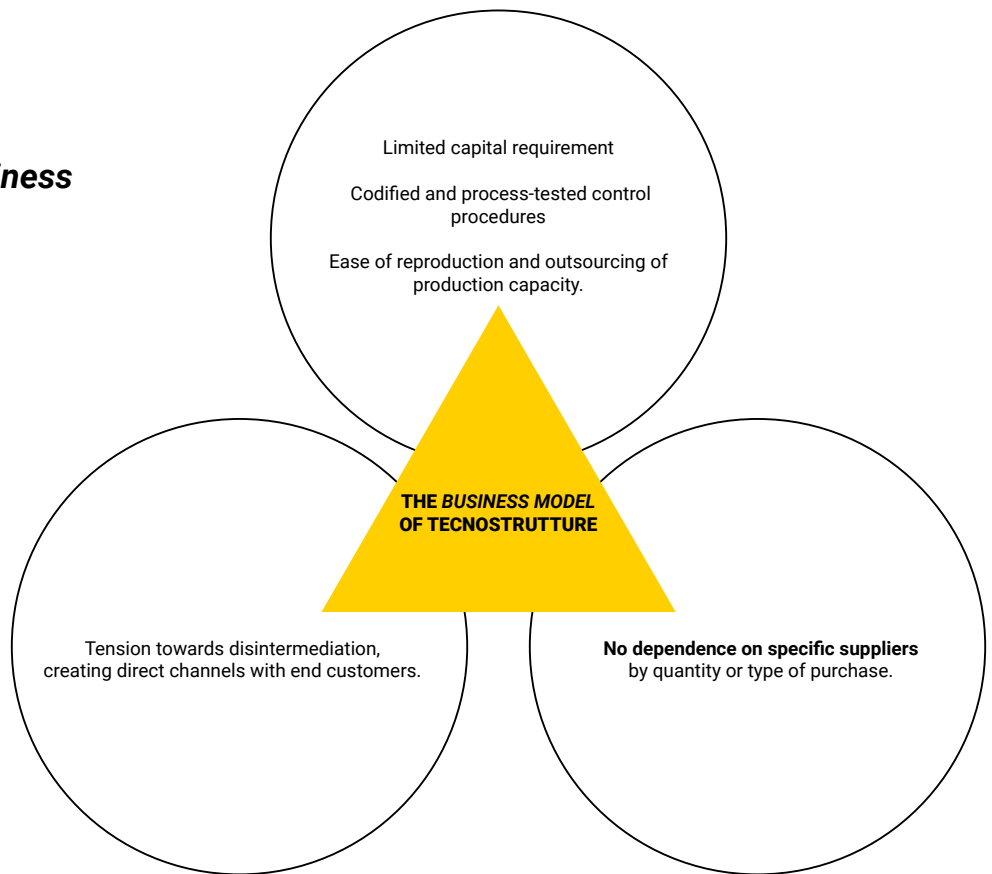 iness
Limited capital requirement
Codified and process-tested control
procedures
Ease of reproduction and outsourcing of
production capacity.
THE BUSINESS MODEL
OF TECNOSTRUTTURE
Tension towards disintermediation,
creating direct channels with end customers.
No dependence on specific suppliers
by quantity or type of purchase.